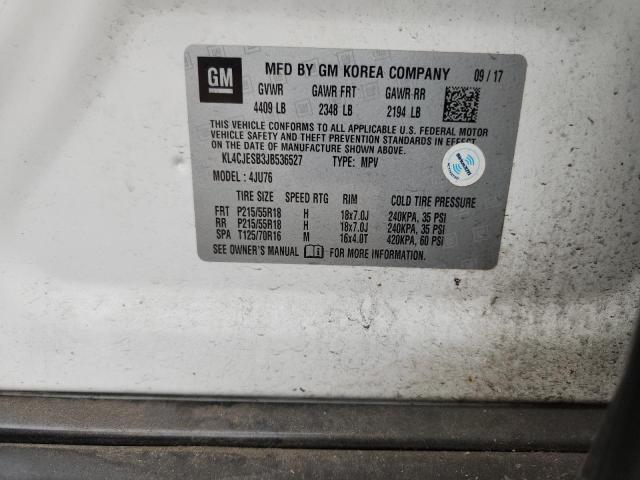 GM MFD BY GM KOREA COMPANY 09/17
GVWR GAWR FRT GAWR RR
4409 LB 2348 LB 2194 LB
THIS VEHICLE CONFORMS TO ALL APPLICABLE U.S. FEDERAL MOTOR
VEHICLE SAFETY AND THEFT PREVENTION STANDARDS IN EFFECT ON
THE DATE OF MANUFACTURE SHOWN ABOVE.
KL4CJESB3JB536527 TYPE: MPV
MODEL: 4JU76
SiriusXM
TIRE SIZE SPEED RTG RIM COLD TIRE PRESSURE
FRT P215/55R18 H 18x7.0J 240KPA, 35 PSI
RR P215/55R18 H 18x7.0J 240KPA, 35 PSI
SPA T125/70R16 M 16x4.0T 420KPA, 60 PSI
SEE OWNER'S MANUAL FOR MORE INFORMATION.